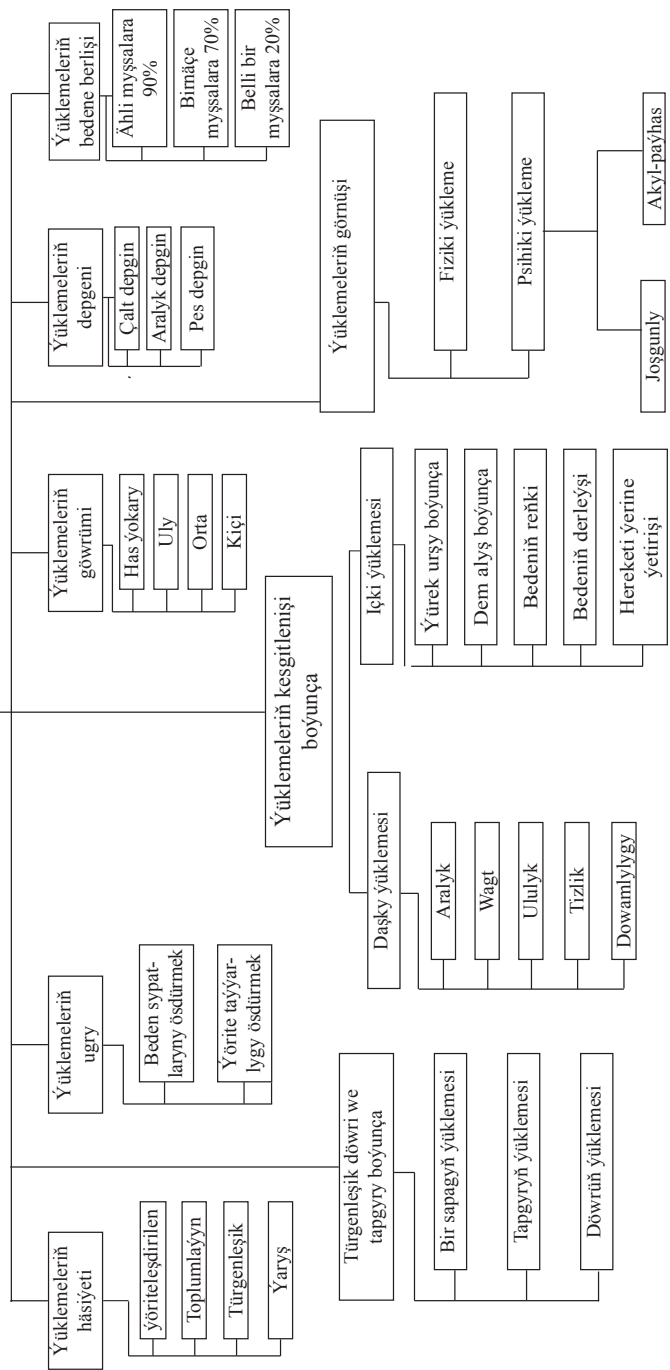 Ýüklemeleriň
häsiýeti
ýöriteleşdirilen
Toplumlaýyn
Türgenleşik
Ýaryş
Ýüklemeleriň
ugry
Beden sypat-
laryny ösdürmek
Ýörite taýýar-
lygy ösdürmek
Ýüklemeleriň
göwrümi
Has ýokary
Uly
Orta
Kiçi
Ýüklemeleriň
depgeni
Çalt depgin
Aralyk depgin
Pes depgin
Ýüklemeleriň
bedene berlişi
Ähli myşsalara
90%
Birnäçe
myşsalara 70%
Belli bir
myşsalara 20%
Türgenleşik döwri we
tapgyry boýunça
Bir sapagyň ýüklemesi
Tapgyryň ýüklemesi
Döwrüň ýüklemesi
Ýüklemeleriň kesgitlenişi
boýunça
Daşky ýüklemesi
Aralyk
Wagt
Ululyk
Tizlik
Dowamlylygy
Içki ýüklemesi
Ýürek urşy boýunça
Dem alyş boýunça
Bedeniň reňki
Bedeniň derleýşi
Hereketi ýerine
ýetirişi
Ýüklemeleriň görnüşi
Fiziki ýükleme
Psihiki ýükleme
Joşgunly
Akyl-paýhas